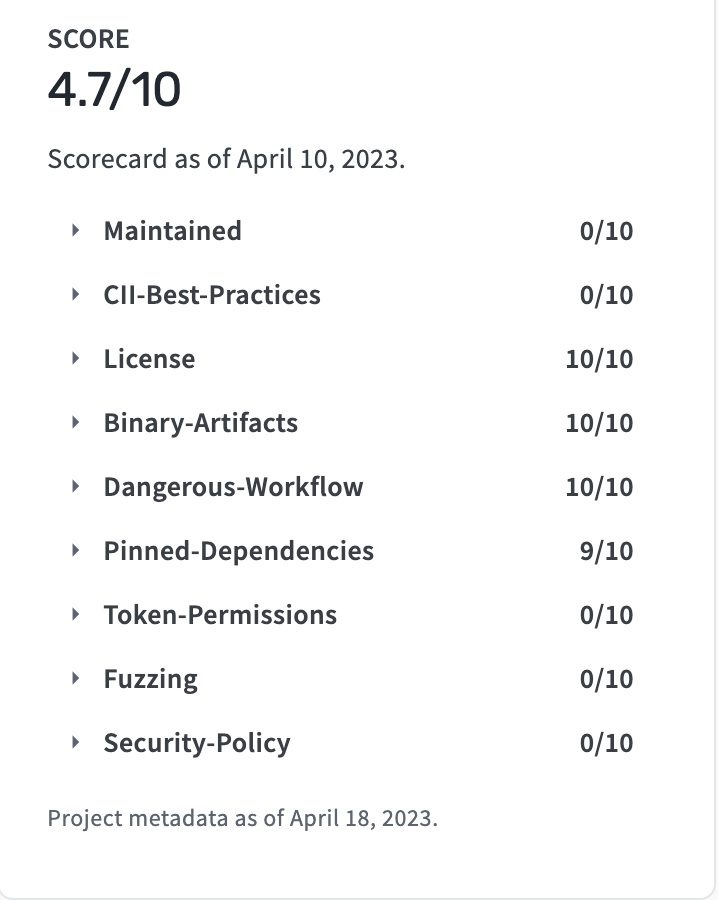 SCORE
4.7/10
Scorecard as of April 10, 2023.
Maintained 0/10
CII-Best-Practices 0/10
License 10/10
Binary-Artifacts 10/10
Dangerous-Workflow 10/10
Pinned-Dependencies 9/10
Token-Permissions 0/10
Fuzzing 0/10
Security-Policy 0/10
Project metadata as of April 18, 2023.